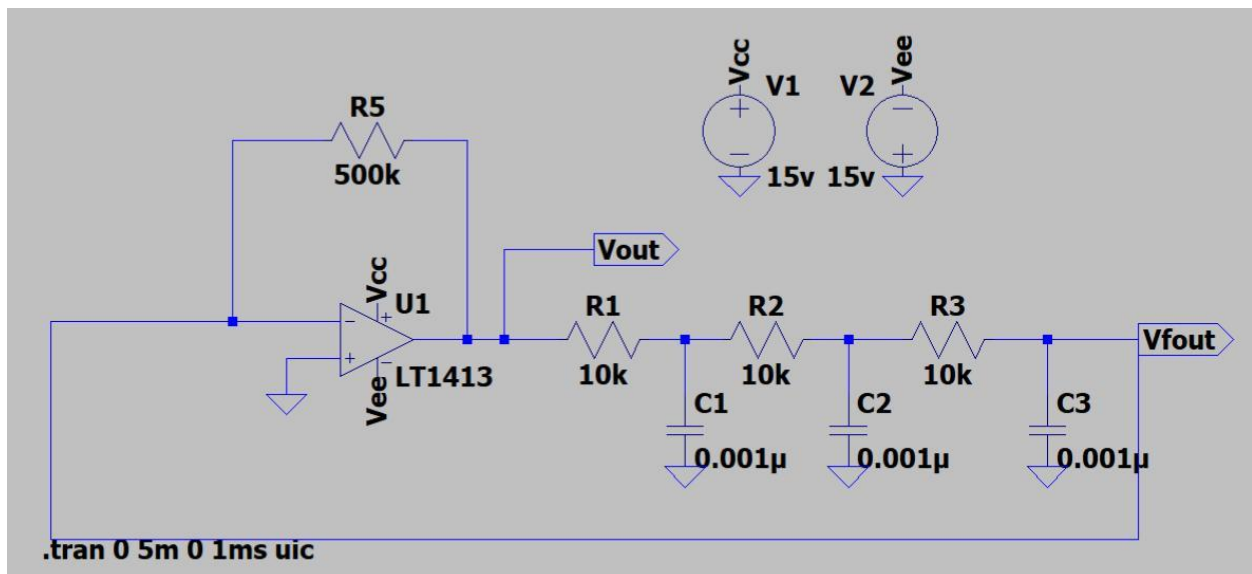 Vcc
V1
V2
Vee
15v
15v
R5
500k
Vout
Vcc
U1
LT1413
Vee
R1
10k
R2
10k
R3
10k
Vfout
C1
0.001µ
C2
0.001µ
C3
0.001µ
.tran 0 5m 0 1ms uic